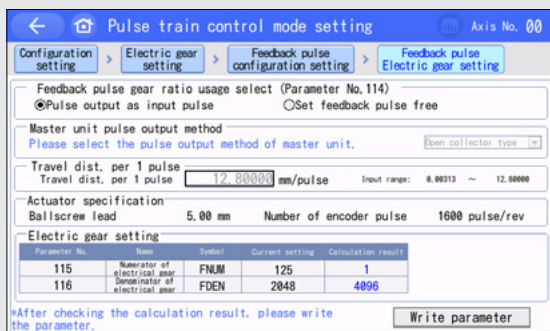 Pulse train control mode setting
Axis No. 00
Configuration setting > Electric gear setting > Feedback pulse configuration setting > Feedback pulse Electric gear setting
Feedback pulse gear ratio usage select (Parameter No.114)
Pulse output as input pulse Set feedback pulse free
Master unit pulse output method
Please select the pulse output method of master unit. Open collector type
Travel dist. per 1 pulse
Travel dist. per 1 pulse 12.80000 mm/pulse Input range: 0.00313 ~ 12.80000
Actuator specification
Ballscrew lead 5.00 mm Number of encoder pulse 1600 pulse/rev
Electric gear setting
Parameter No. Name Symbol Current setting Calculation result
115 Numerator of electrical gear FNUM 125 1
116 Denominator of electrical gear FDEN 2048 4096
*After checking the calculation result, please write
the parameter.
Write parameter